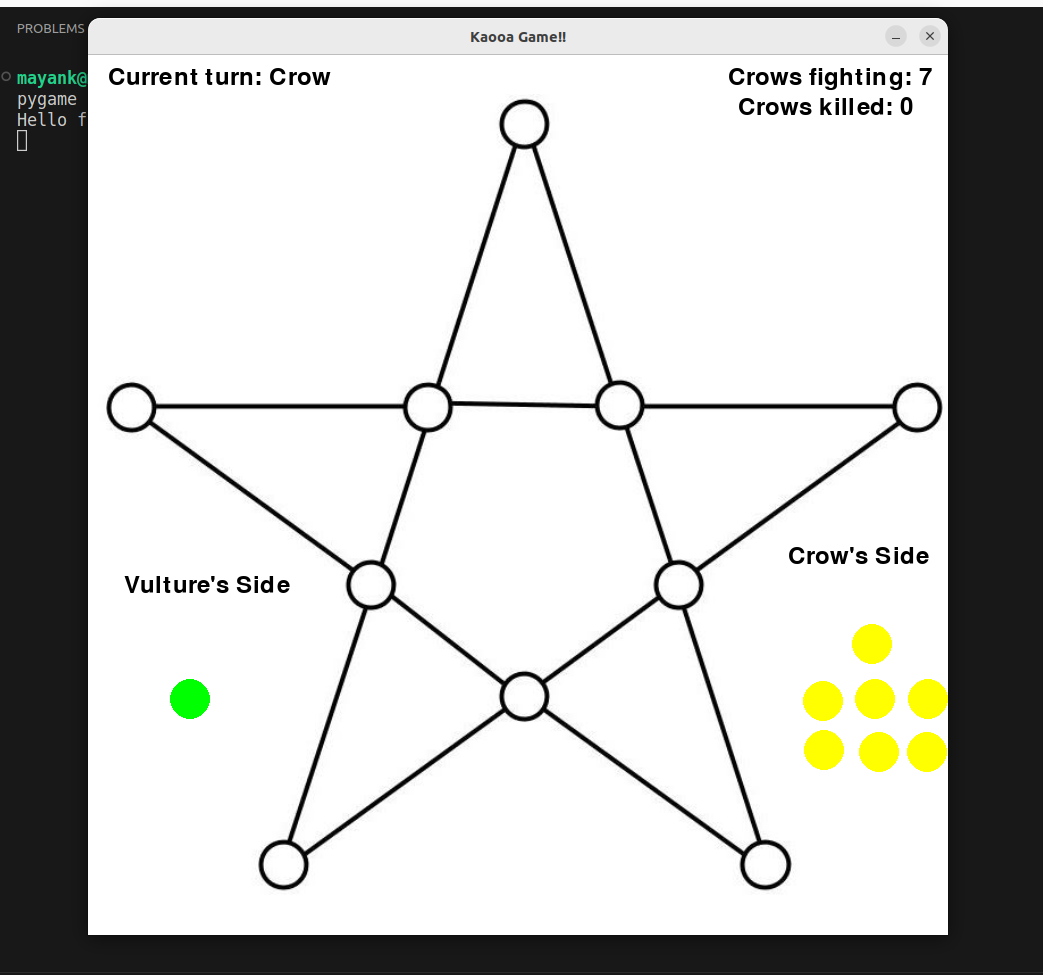 PROBLEMS
Kaooa Game!!
mayank@
pygame
Hello f
Current turn: Crow
Crows fighting: 7
Crows killed: 0
Crow's Side
Vulture's Side